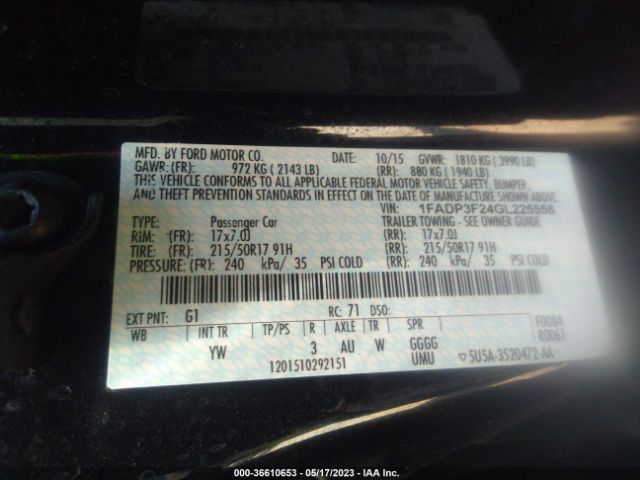 MFD. BY FORD MOTOR CO. DATE: 10/15 GVWR: 1810 KG ( 3990 LB)
GAWR: (FR): 972 KG ( 2143 LB) (RR): 880 KG ( 1940 LB)
THIS VEHICLE CONFORMS TO ALL APPLICABLE FEDERAL MOTOR VEHICLE SAFETY, BUMPER,
AND THEFT PREVENTION STANDARDS IN EFFECT ON THE DATE OF MANUFACTURE SHOWN ABOVE.
VIN: 1FADP3F24GL225558
TYPE: Passenger Car TRAILER TOWING - SEE OWNER GUIDE
RIM: (FR): 17x7.0J (RR): 17x7.0J
TIRE: (FR): 215/50R17 91H (RR): 215/50R17 91H
PRESSURE: (FR): 240 kPa/ 35 PSI COLD (RR): 240 kPa/ 35 PSI COLD
EXT PNT: G1 RC: 71 DSO: F0084
WB INT TR TP/PS R AXLE TR SPR R0061
YW 3 AU W GGGG
1201510292151 UMU 5U5A-3520472-AA
000-36610653 — 05/17/2023 — IAA Inc.